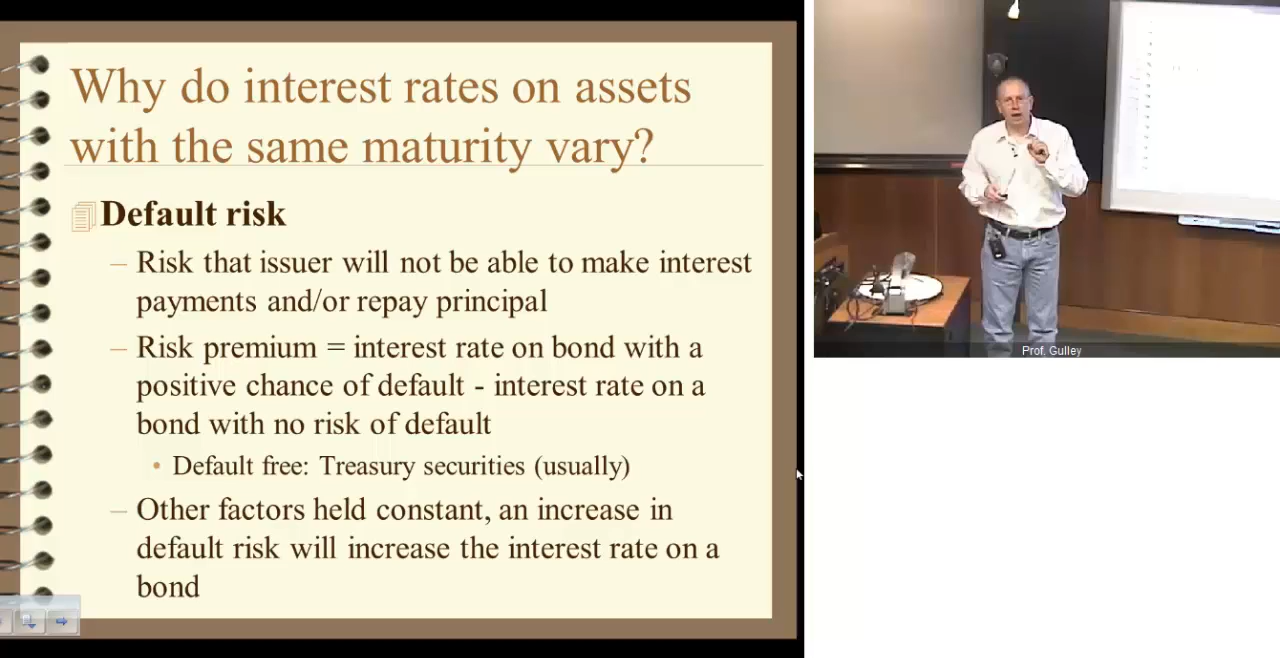 Why do interest rates on assets
with the same maturity vary?
Default risk
– Risk that issuer will not be able to make interest
payments and/or repay principal
– Risk premium = interest rate on bond with a
positive chance of default - interest rate on a
bond with no risk of default
• Default free: Treasury securities (usually)
– Other factors held constant, an increase in
default risk will increase the interest rate on a
bond
Prof. Gulley